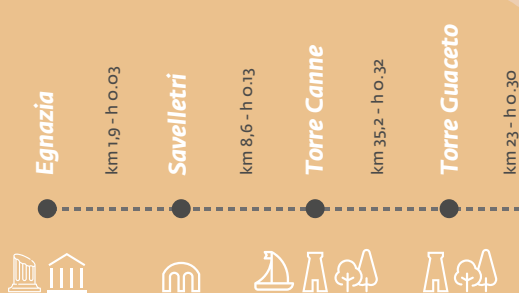 Egnazia
km 1,9 - h 0.03
Savelletri
km 8,6 - h 0.13
Torre Canne
km 35,2 - h 0.32
Torre Guaceto
km 23 - h 0.30